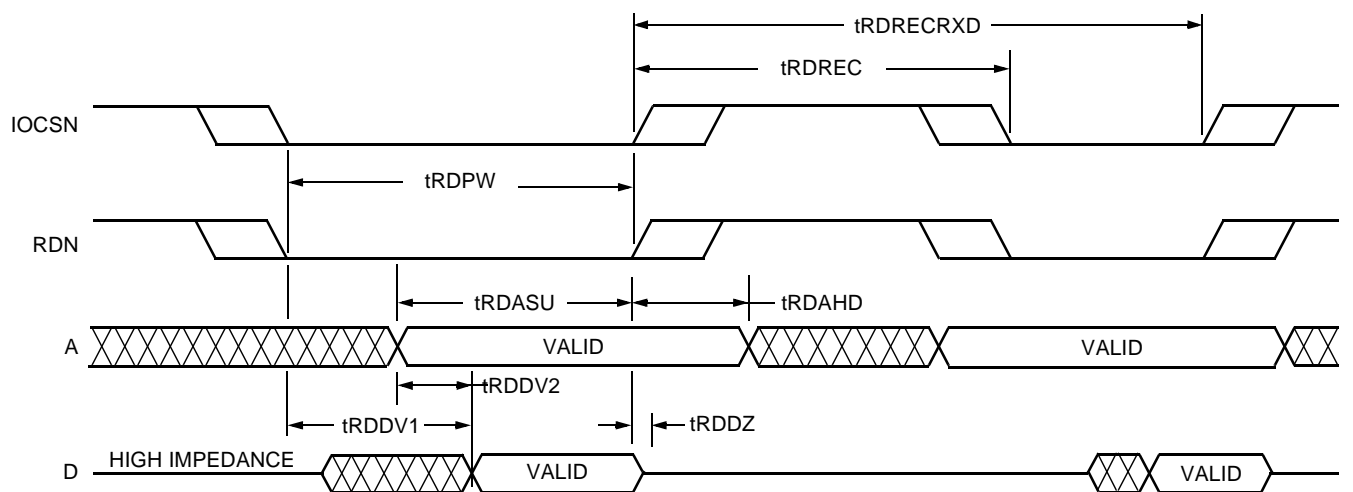 tRDRECRXD
tRDREC
IOCSN
tRDPW
RDN
tRDASU
tRDAHD
A
VALID
VALID
tRDDV2
tRDDV1
tRDDZ
D
HIGH IMPEDANCE
VALID
VALID